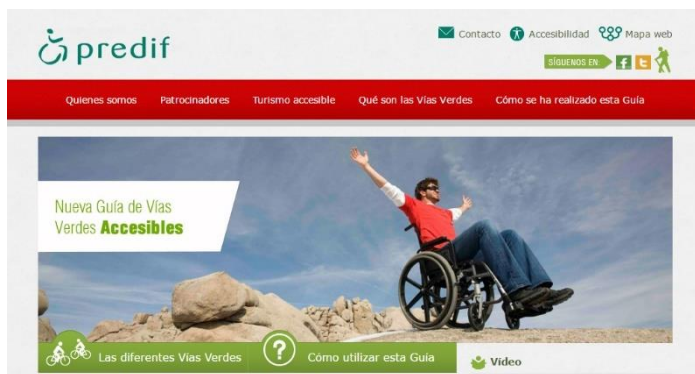 predif
Contacto Accesibilidad Mapa web
SÍGUENOS EN
Quienes somos Patrocinadores Turismo accesible Qué son las Vías Verdes Cómo se ha realizado esta Guía
Nueva Guía de Vías
Verdes Accesibles
Las diferentes Vías Verdes ? Cómo utilizar esta Guía Vídeo